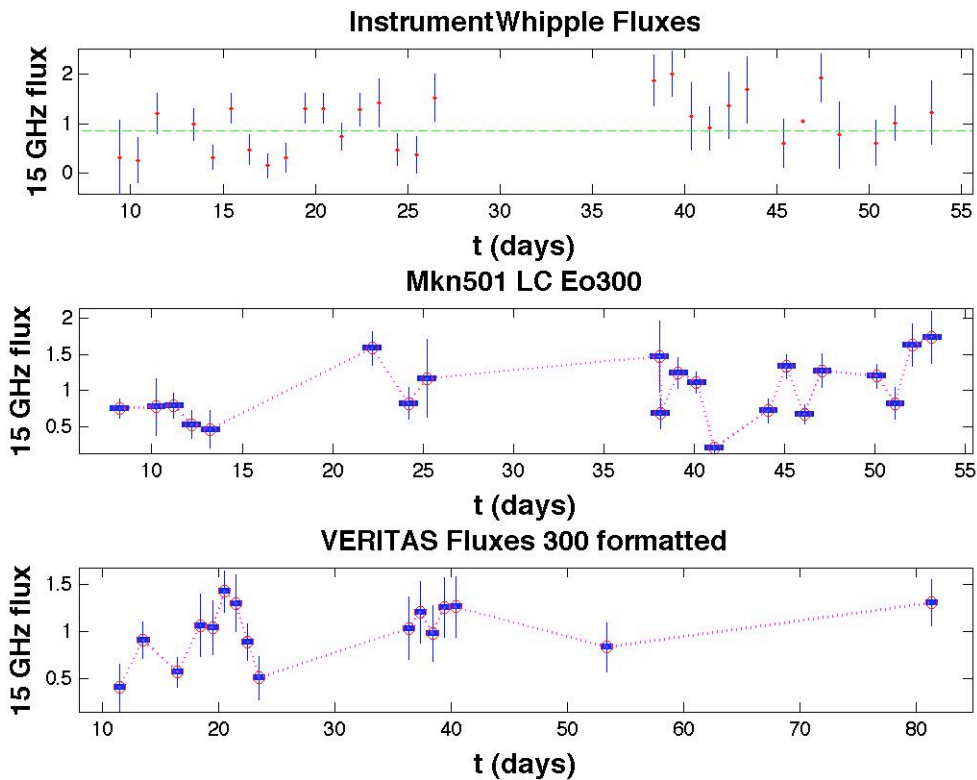 InstrumentWhipple Fluxes
15 GHz flux
2
1
0
10 15 20 25 30 35 40 45 50 55
t (days)
Mkn501 LC Eo300
15 GHz flux
2
1.5
1
0.5
10 15 20 25 30 35 40 45 50 55
t (days)
VERITAS Fluxes 300 formatted
15 GHz flux
1.5
1
0.5
10 20 30 40 50 60 70 80
t (days)